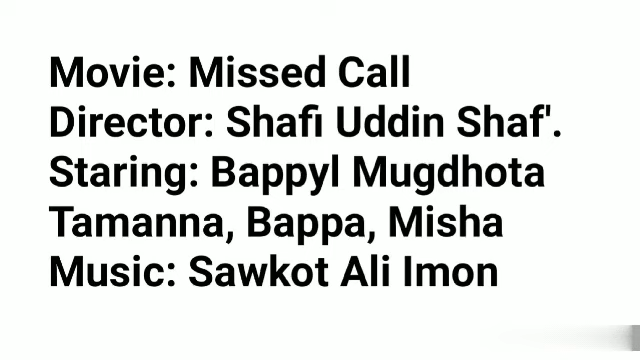 Movie: Missed Call
Director: Shafi Uddin Shaf'.
Staring: Bappyl Mugdhota
Tamanna, Bappa, Misha
Music: Sawkot Ali Imon